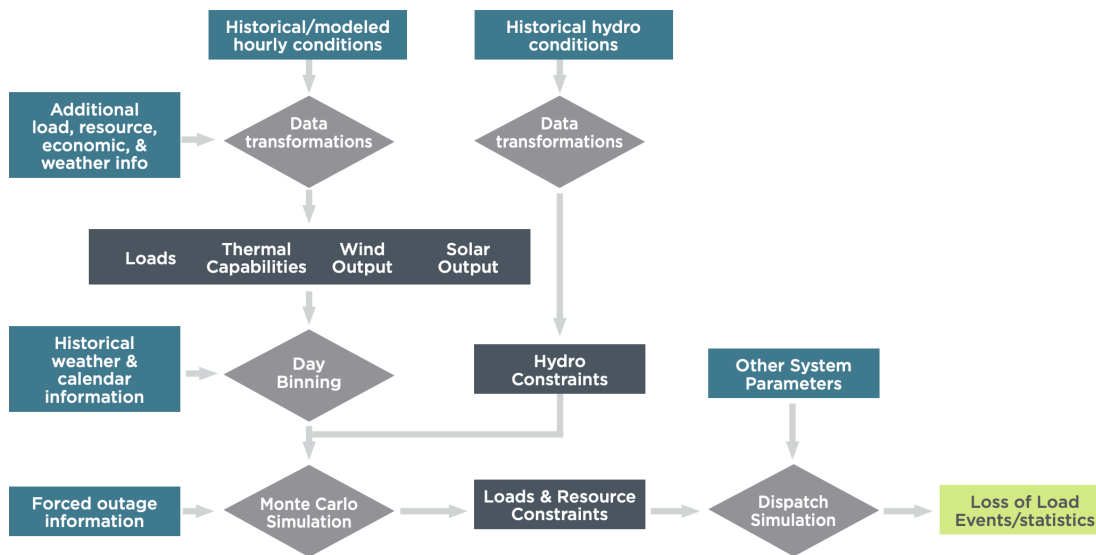 Historical/modeled
hourly conditions
Historical hydro
conditions
Additional
load, resource,
economic, &
weather info
Data
transformations
Data
transformations
Loads
Thermal
Capabilities
Wind
Output
Solar
Output
Historical
weather &
calendar
information
Day
Binning
Hydro
Constraints
Other System
Parameters
Forced outage
information
Monte Carlo
Simulation
Loads & Resource
Constraints
Dispatch
Simulation
Loss of Load
Events/statistics